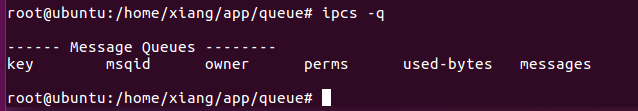 root@ubuntu:/home/xiang/app/queue# ipcs -q
------ Message Queues --------
key msqid owner perms used-bytes messages
root@ubuntu:/home/xiang/app/queue#